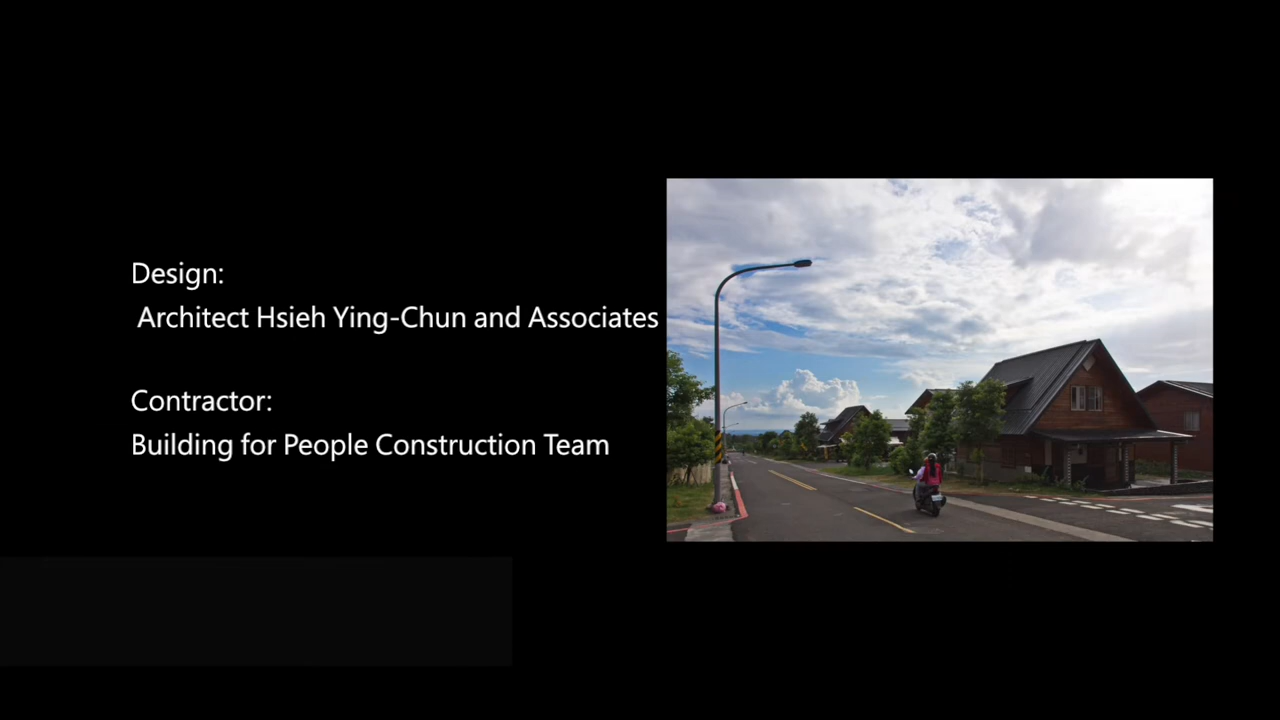 Design:
Architect Hsieh Ying-Chun and Associates
Contractor:
Building for People Construction Team